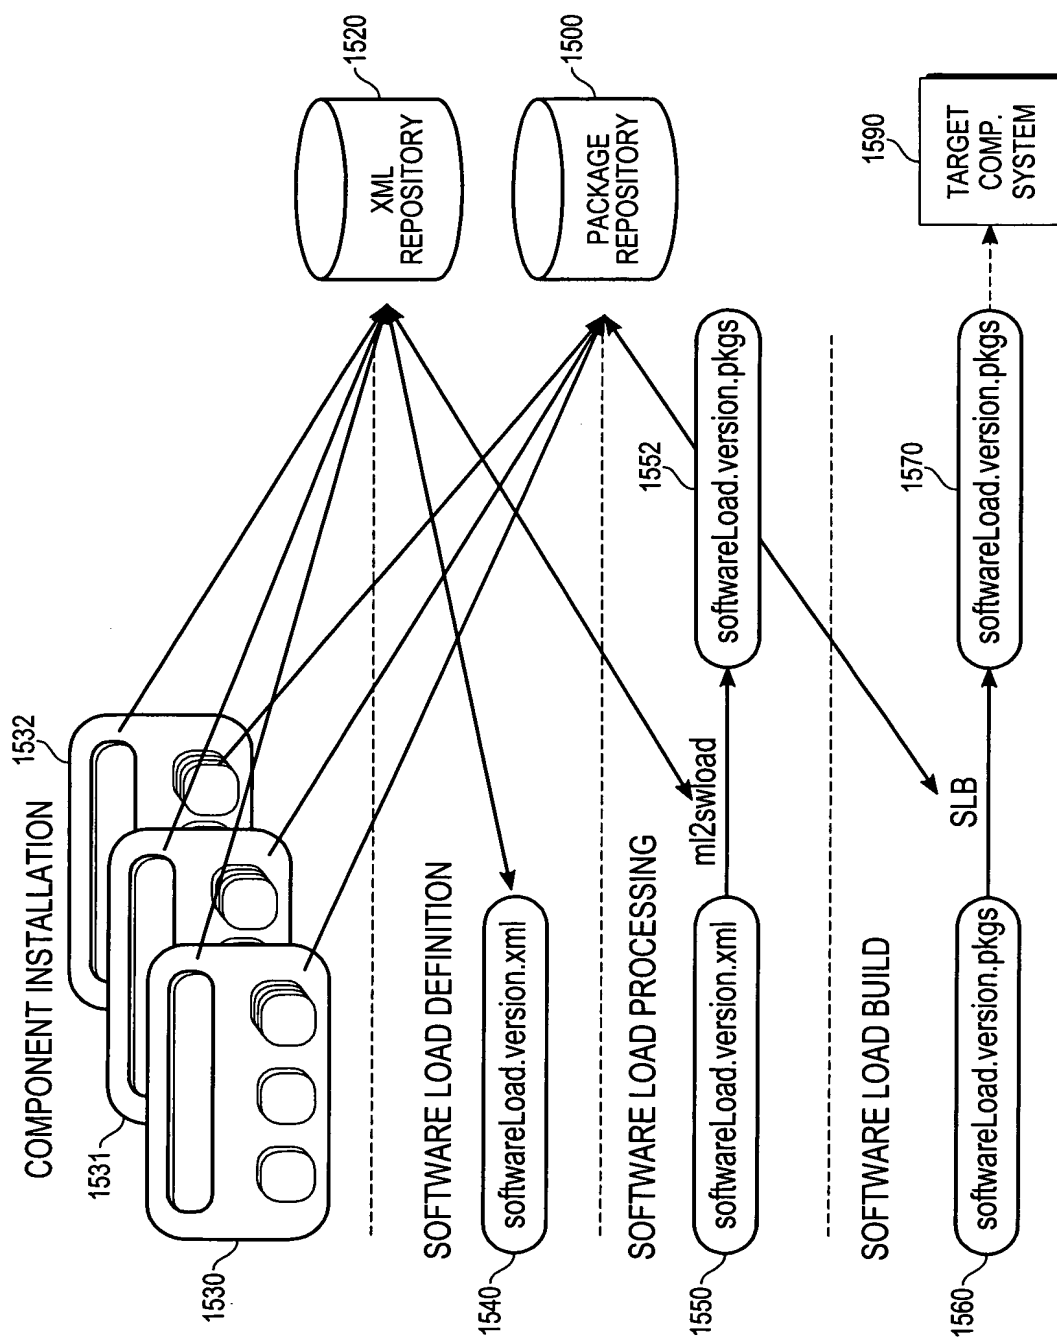 COMPONENT INSTALLATION
1530
1531
1532
XML
REPOSITORY
1520
PACKAGE
REPOSITORY
1500
SOFTWARE LOAD DEFINITION
softwareLoad.version.xml
1540
SOFTWARE LOAD PROCESSING
softwareLoad.version.xml
1550
ml2swload
softwareLoad.version.pkgs
1552
SOFTWARE LOAD BUILD
softwareLoad.version.pkgs
1560
SLB
softwareLoad.version.pkgs
1570
TARGET
COMP.
SYSTEM
1590